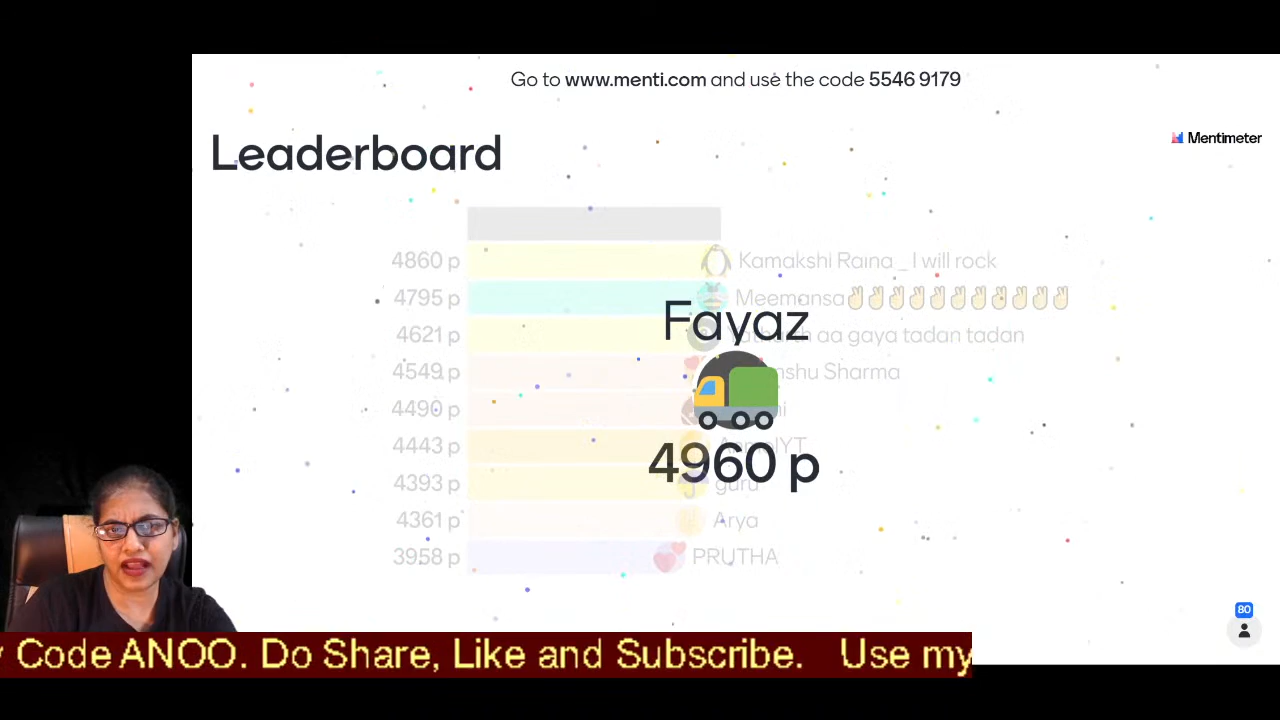 Go to www.menti.com and use the code 5546 9179
Mentimeter
Leaderboard
4860 p Kamakshi Raina _ I will rock
4795 p Meemansa✌✌✌✌✌✌✌✌✌✌✌
Fayaz
4621 p aa gaya tadan tadan
4549 p Sharma
4490 p
4443 p
4960 p
4393 p guru
4361 p Arya
3958 p PRUTHA
80
Code ANOO. Do Share, Like and Subscribe. Use my